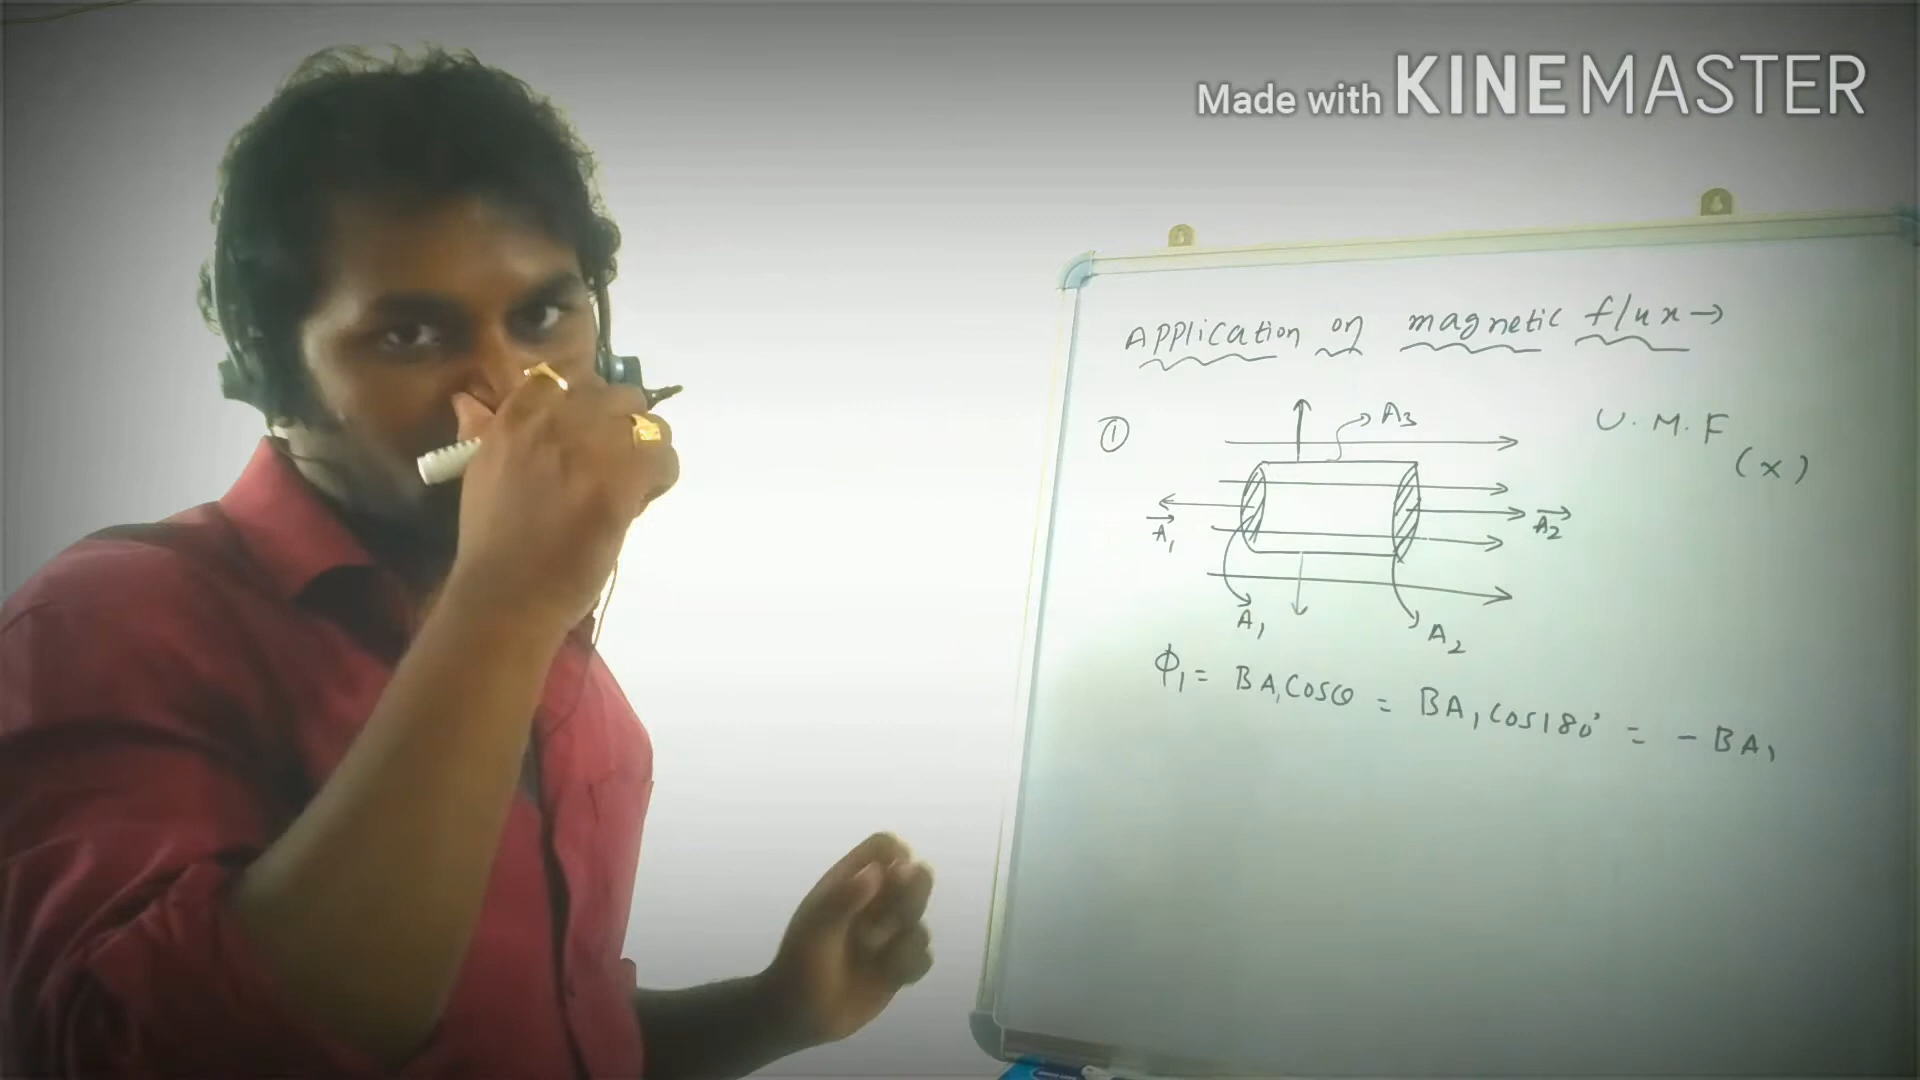 Made with KINEMASTER
Application on magnetic flux →
① A3 U.M.F
(x)
A1 A2
A1 A2
Φ1 = BA1Cosθ = BA1Cos180° = - BA1